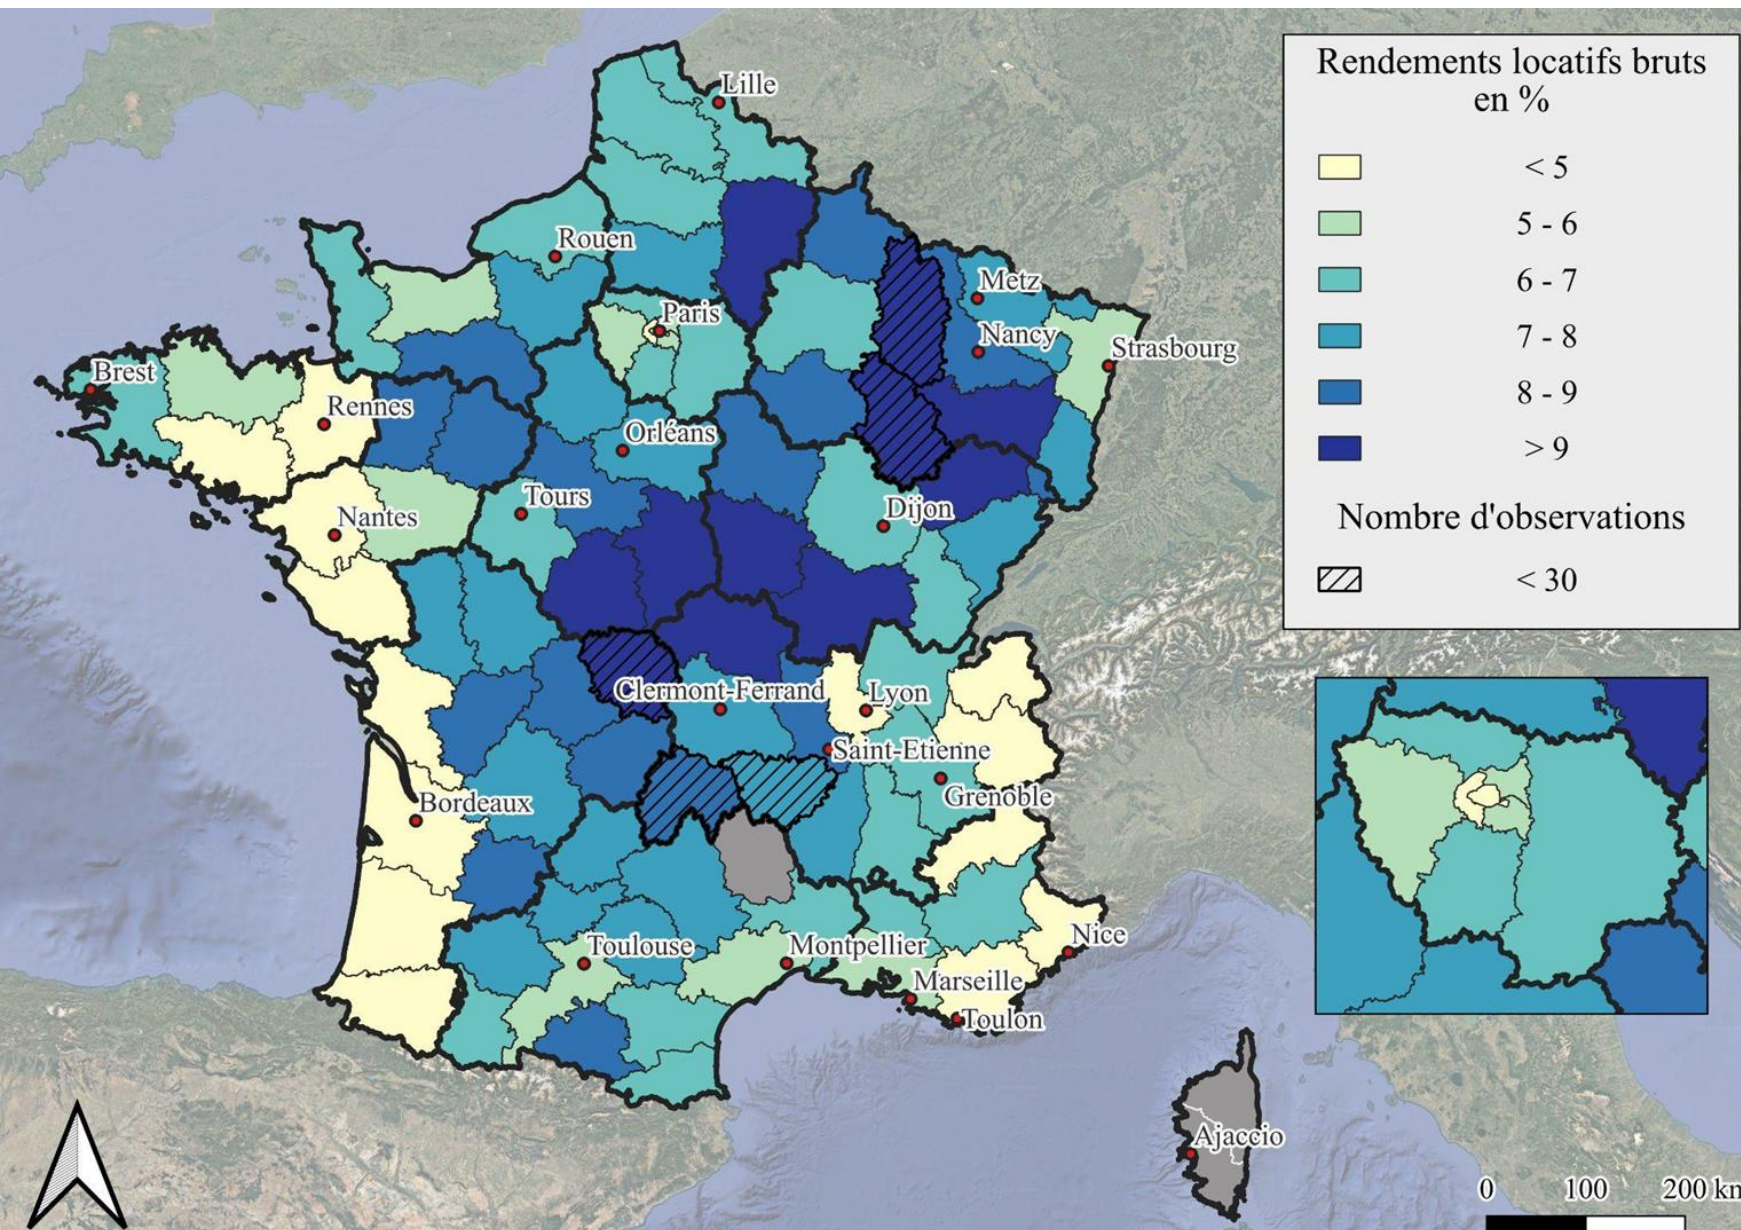 Rendements locatifs bruts
en %
< 5
5 - 6
6 - 7
7 - 8
8 - 9
> 9
Nombre d'observations
< 30
Lille
Rouen
Metz
Paris
Nancy
Strasbourg
Brest
Rennes
Orléans
Tours
Dijon
Nantes
Clermont-Ferrand
Lyon
Saint-Etienne
Grenoble
Bordeaux
Nice
Toulouse
Montpellier
Marseille
Toulon
Ajaccio
0 100 200 km